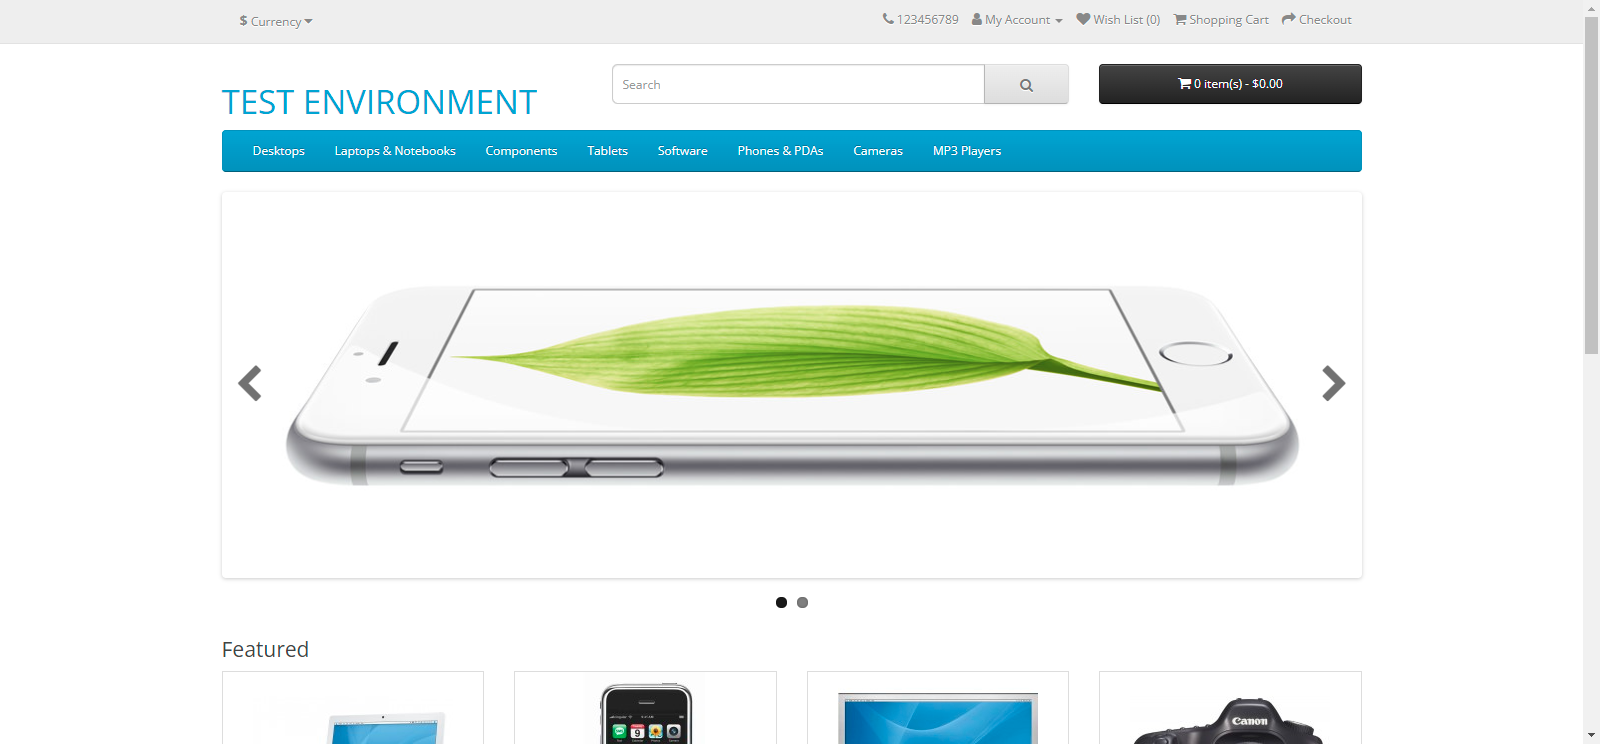 $ Currency
123456789 My Account Wish List (0) Shopping Cart Checkout
TEST ENVIRONMENT
Search
0 item(s) - $0.00
Desktops Laptops & Notebooks Components Tablets Software Phones & PDAs Cameras MP3 Players
Featured
9
Canon